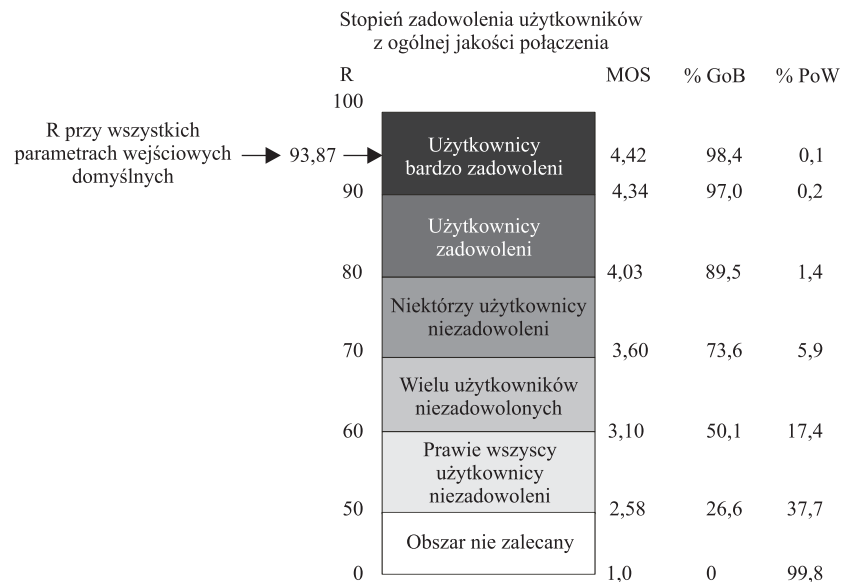 Stopień zadowolenia użytkowników
z ogólnej jakości połączenia
R MOS % GoB % PoW
100
R przy wszystkich
parametrach wejściowych
domyślnych
93,87
Użytkownicy
bardzo zadowoleni
4,42 98,4 0,1
90 4,34 97,0 0,2
Użytkownicy
zadowoleni
80 4,03 89,5 1,4
Niektórzy użytkownicy
niezadowoleni
70 3,60 73,6 5,9
Wielu użytkowników
niezadowolonych
60 3,10 50,1 17,4
Prawie wszyscy
użytkownicy
niezadowoleni
50 2,58 26,6 37,7
Obszar nie zalecany
0 1,0 0 99,8